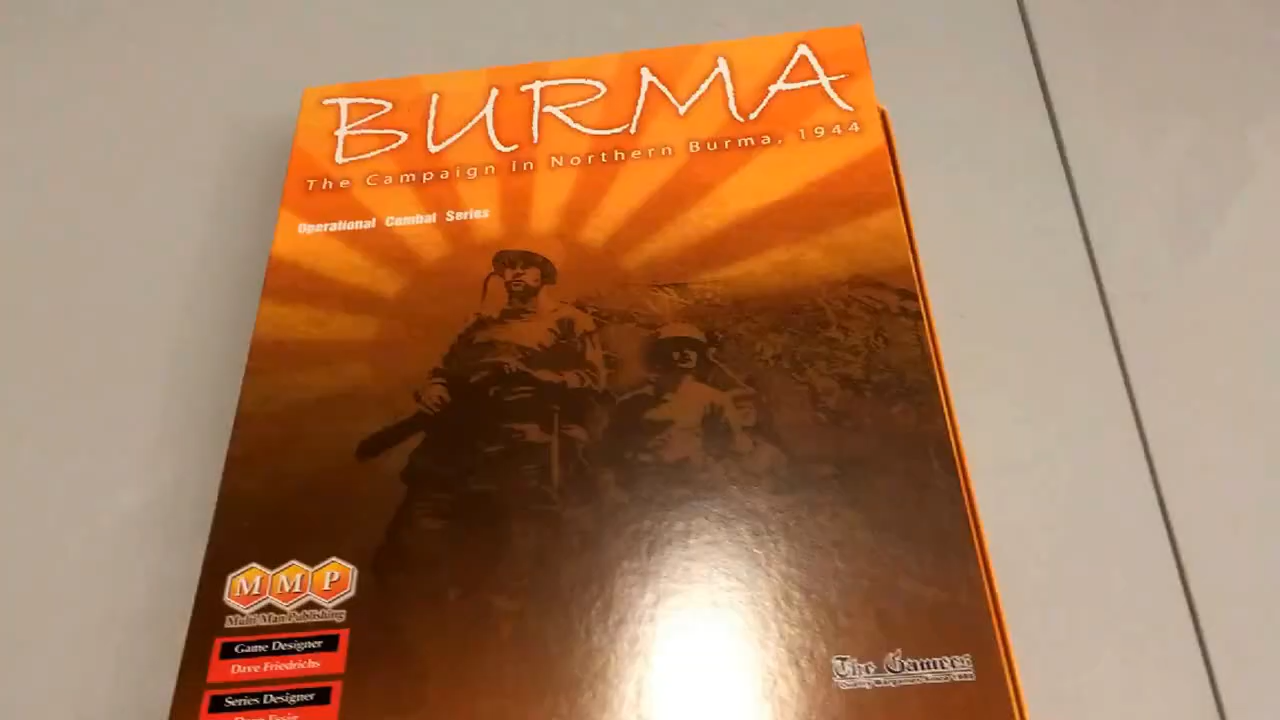 BURMA
The Campaign in Northern Burma, 1944
Operational Combat Series
M M P
Multi-Man Publishing
Game Designer
Dave Friedrichs
Series Designer
The Gamers